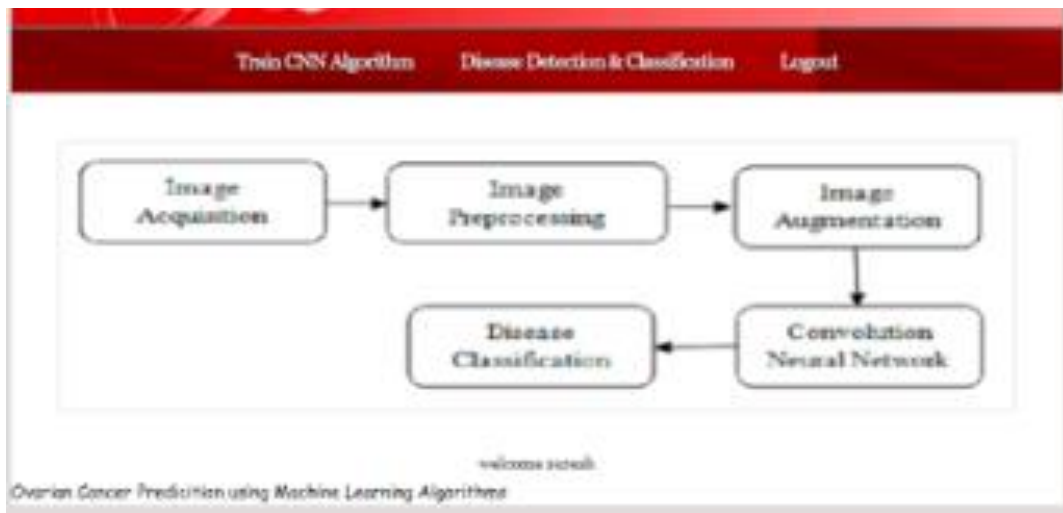 Train CNN Algorithm Disease Detection & Classification Logout
Image
Acquisition
Image
Preprocessing
Image
Augmentation
Disease
Classification
Convolution
Neural Network
welcome
Ovarian Cancer Predicition using Machine Learning Algorithms